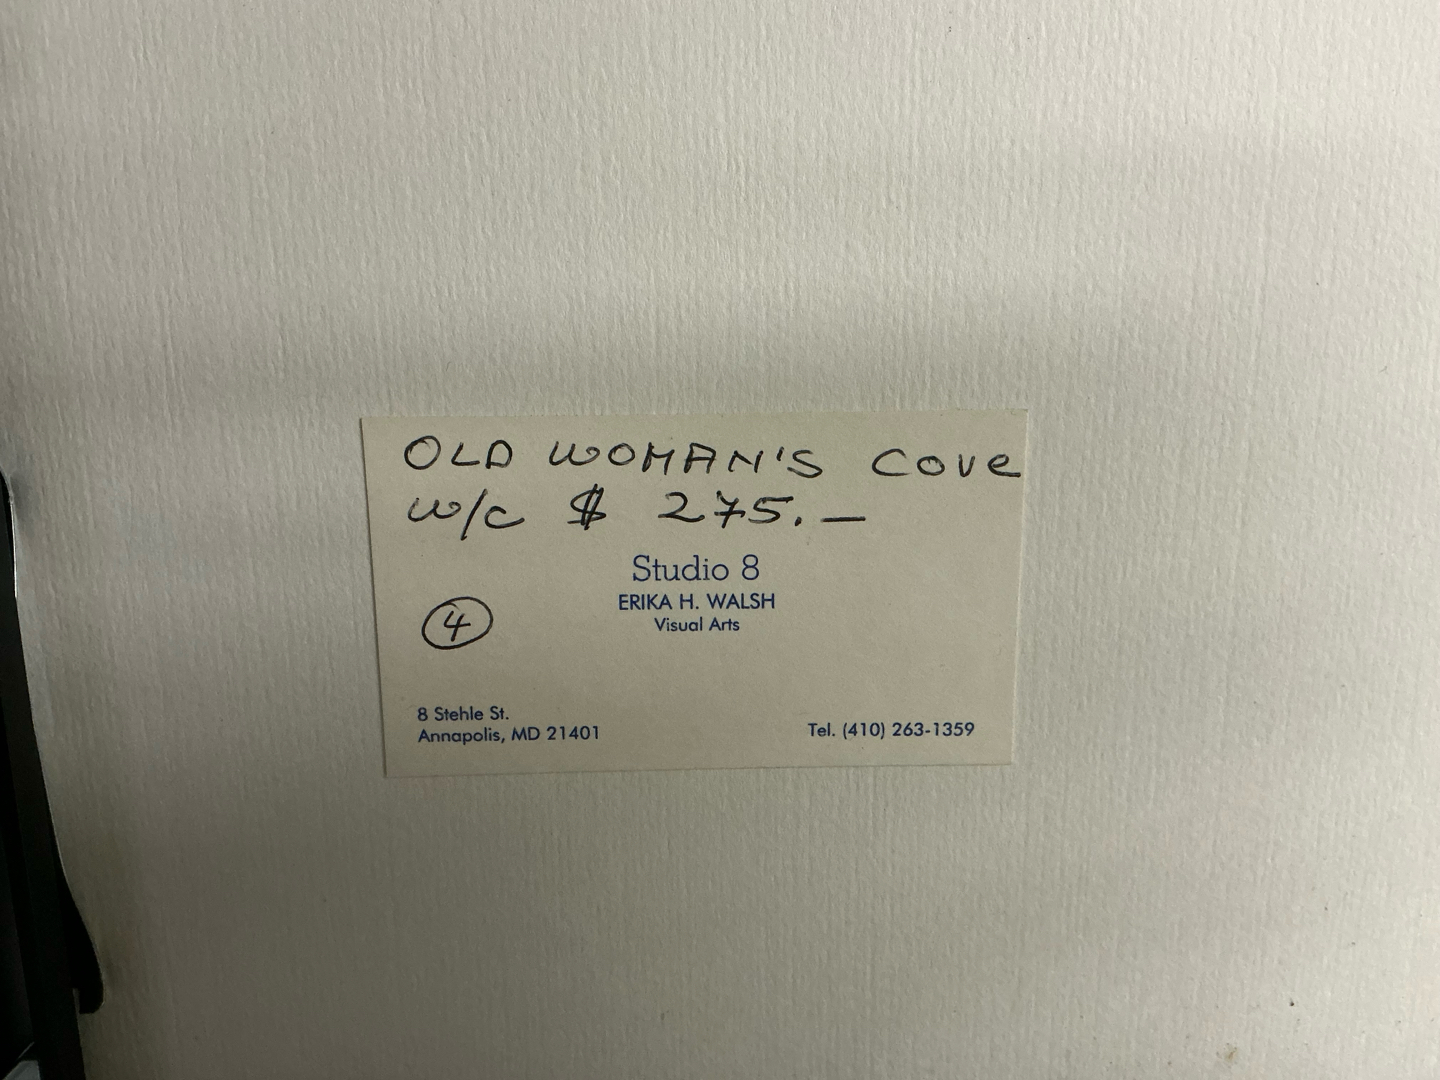 OLD WOMAN'S COVE
w/c $ 275.—
Studio 8
ERIKA H. WALSH
Visual Arts
4
8 Stehle St.
Annapolis, MD 21401
Tel. (410) 263-1359